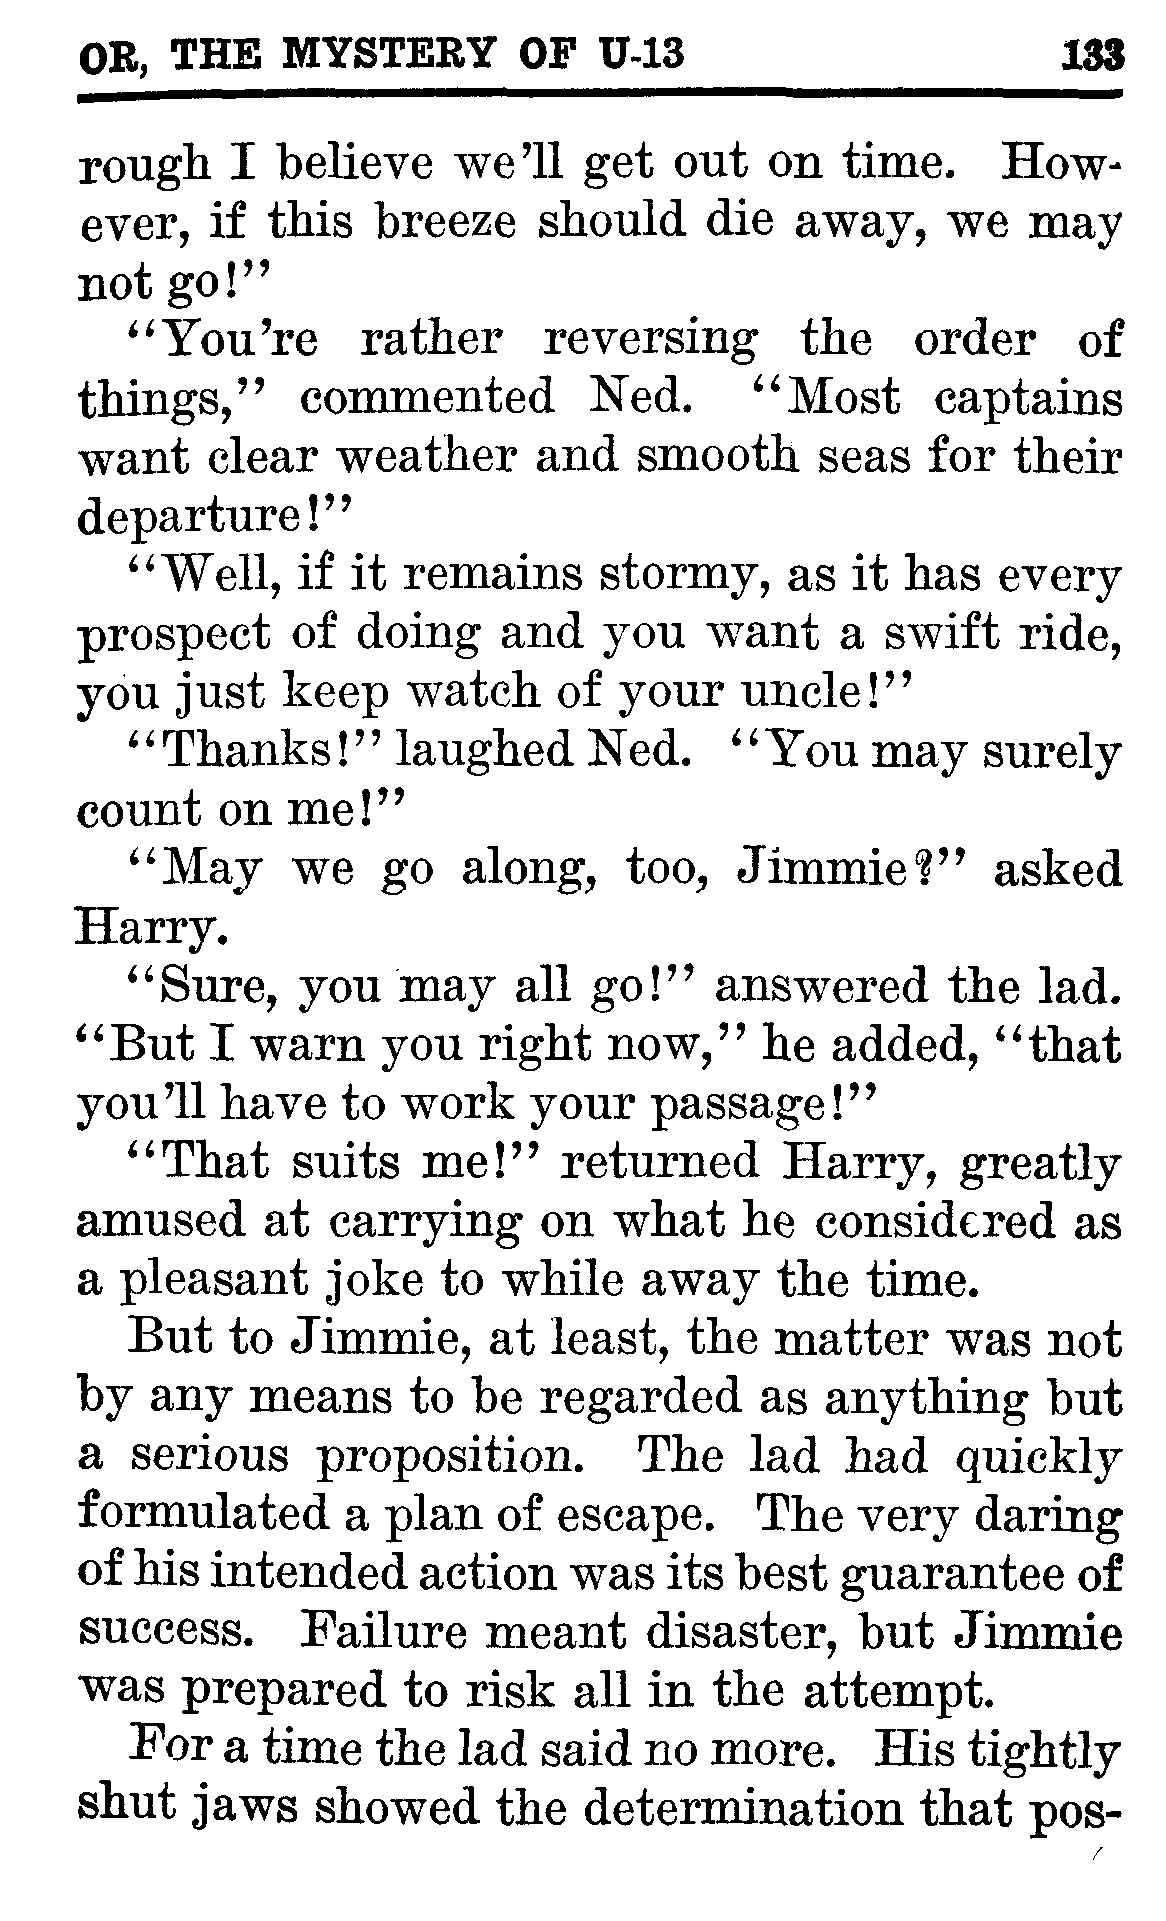 OR, THE MYSTERY OF U-13 133
rough I believe we'll get out on time. How-
ever, if this breeze should die away, we may
not go!"
"You're rather reversing the order of
things," commented Ned. "Most captains
want clear weather and smooth seas for their
departure!"
"Well, if it remains stormy, as it has every
prospect of doing and you want a swift ride,
you just keep watch of your uncle!"
"Thanks!" laughed Ned. "You may surely
count on me!"
"May we go along, too, Jimmie?" asked
Harry.
"Sure, you may all go!" answered the lad.
"But I warn you right now," he added, "that
you'll have to work your passage!"
"That suits me!" returned Harry, greatly
amused at carrying on what he considered as
a pleasant joke to while away the time.
But to Jimmie, at least, the matter was not
by any means to be regarded as anything but
a serious proposition. The lad had quickly
formulated a plan of escape. The very daring
of his intended action was its best guarantee of
success. Failure meant disaster, but Jimmie
was prepared to risk all in the attempt.
For a time the lad said no more. His tightly
shut jaws showed the determination that pos-